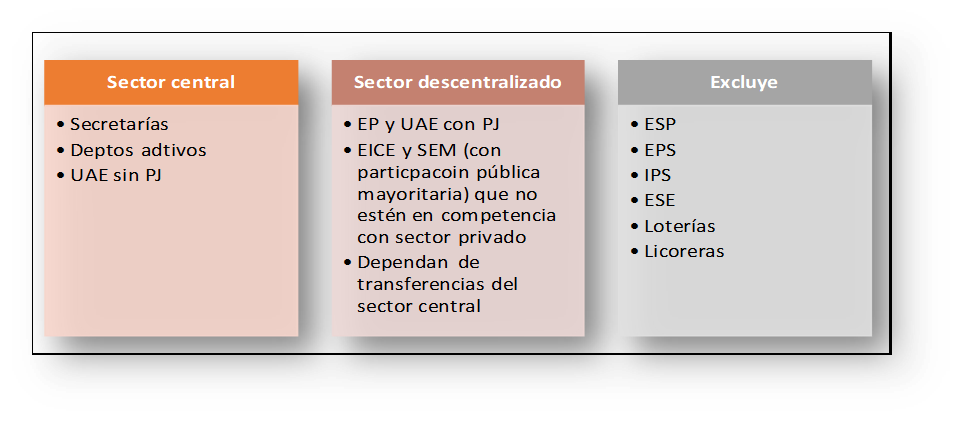 Sector central
• Secretarías
• Deptos adtivos
• UAE sin PJ
Sector descentralizado
• EP y UAE con PJ
• EICE y SEM (con
particpacoin pública
mayoritaria) que no
estén en competencia
con sector privado
• Dependan de
transferencias del
sector central
Excluye
• ESP
• EPS
• IPS
• ESE
• Loterías
• Licoreras